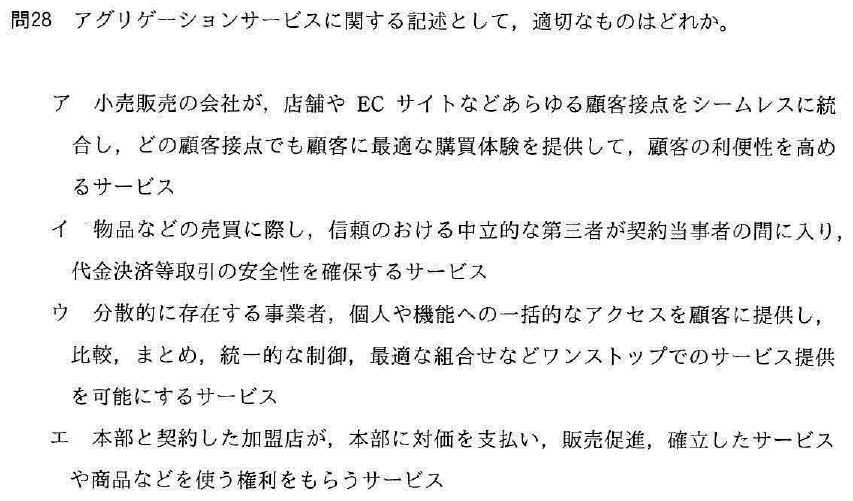 問28　アグリゲーションサービスに関する記述として，適切なものはどれか。
ア　小売販売の会社が，店舗や EC サイトなどあらゆる顧客接点をシームレスに統
合し，どの顧客接点でも顧客に最適な購買体験を提供して，顧客の利便性を高め
るサービス
イ　物品などの売買に際し，信頼のおける中立的な第三者が契約当事者の間に入り，
代金決済等取引の安全性を確保するサービス
ウ　分散的に存在する事業者，個人や機能への一括的なアクセスを顧客に提供し，
比較，まとめ，統一的な制御，最適な組合せなどワンストップでのサービス提供
を可能にするサービス
エ　本部と契約した加盟店が，本部に対価を支払い，販売促進，確立したサービス
や商品などを使う権利をもらうサービス